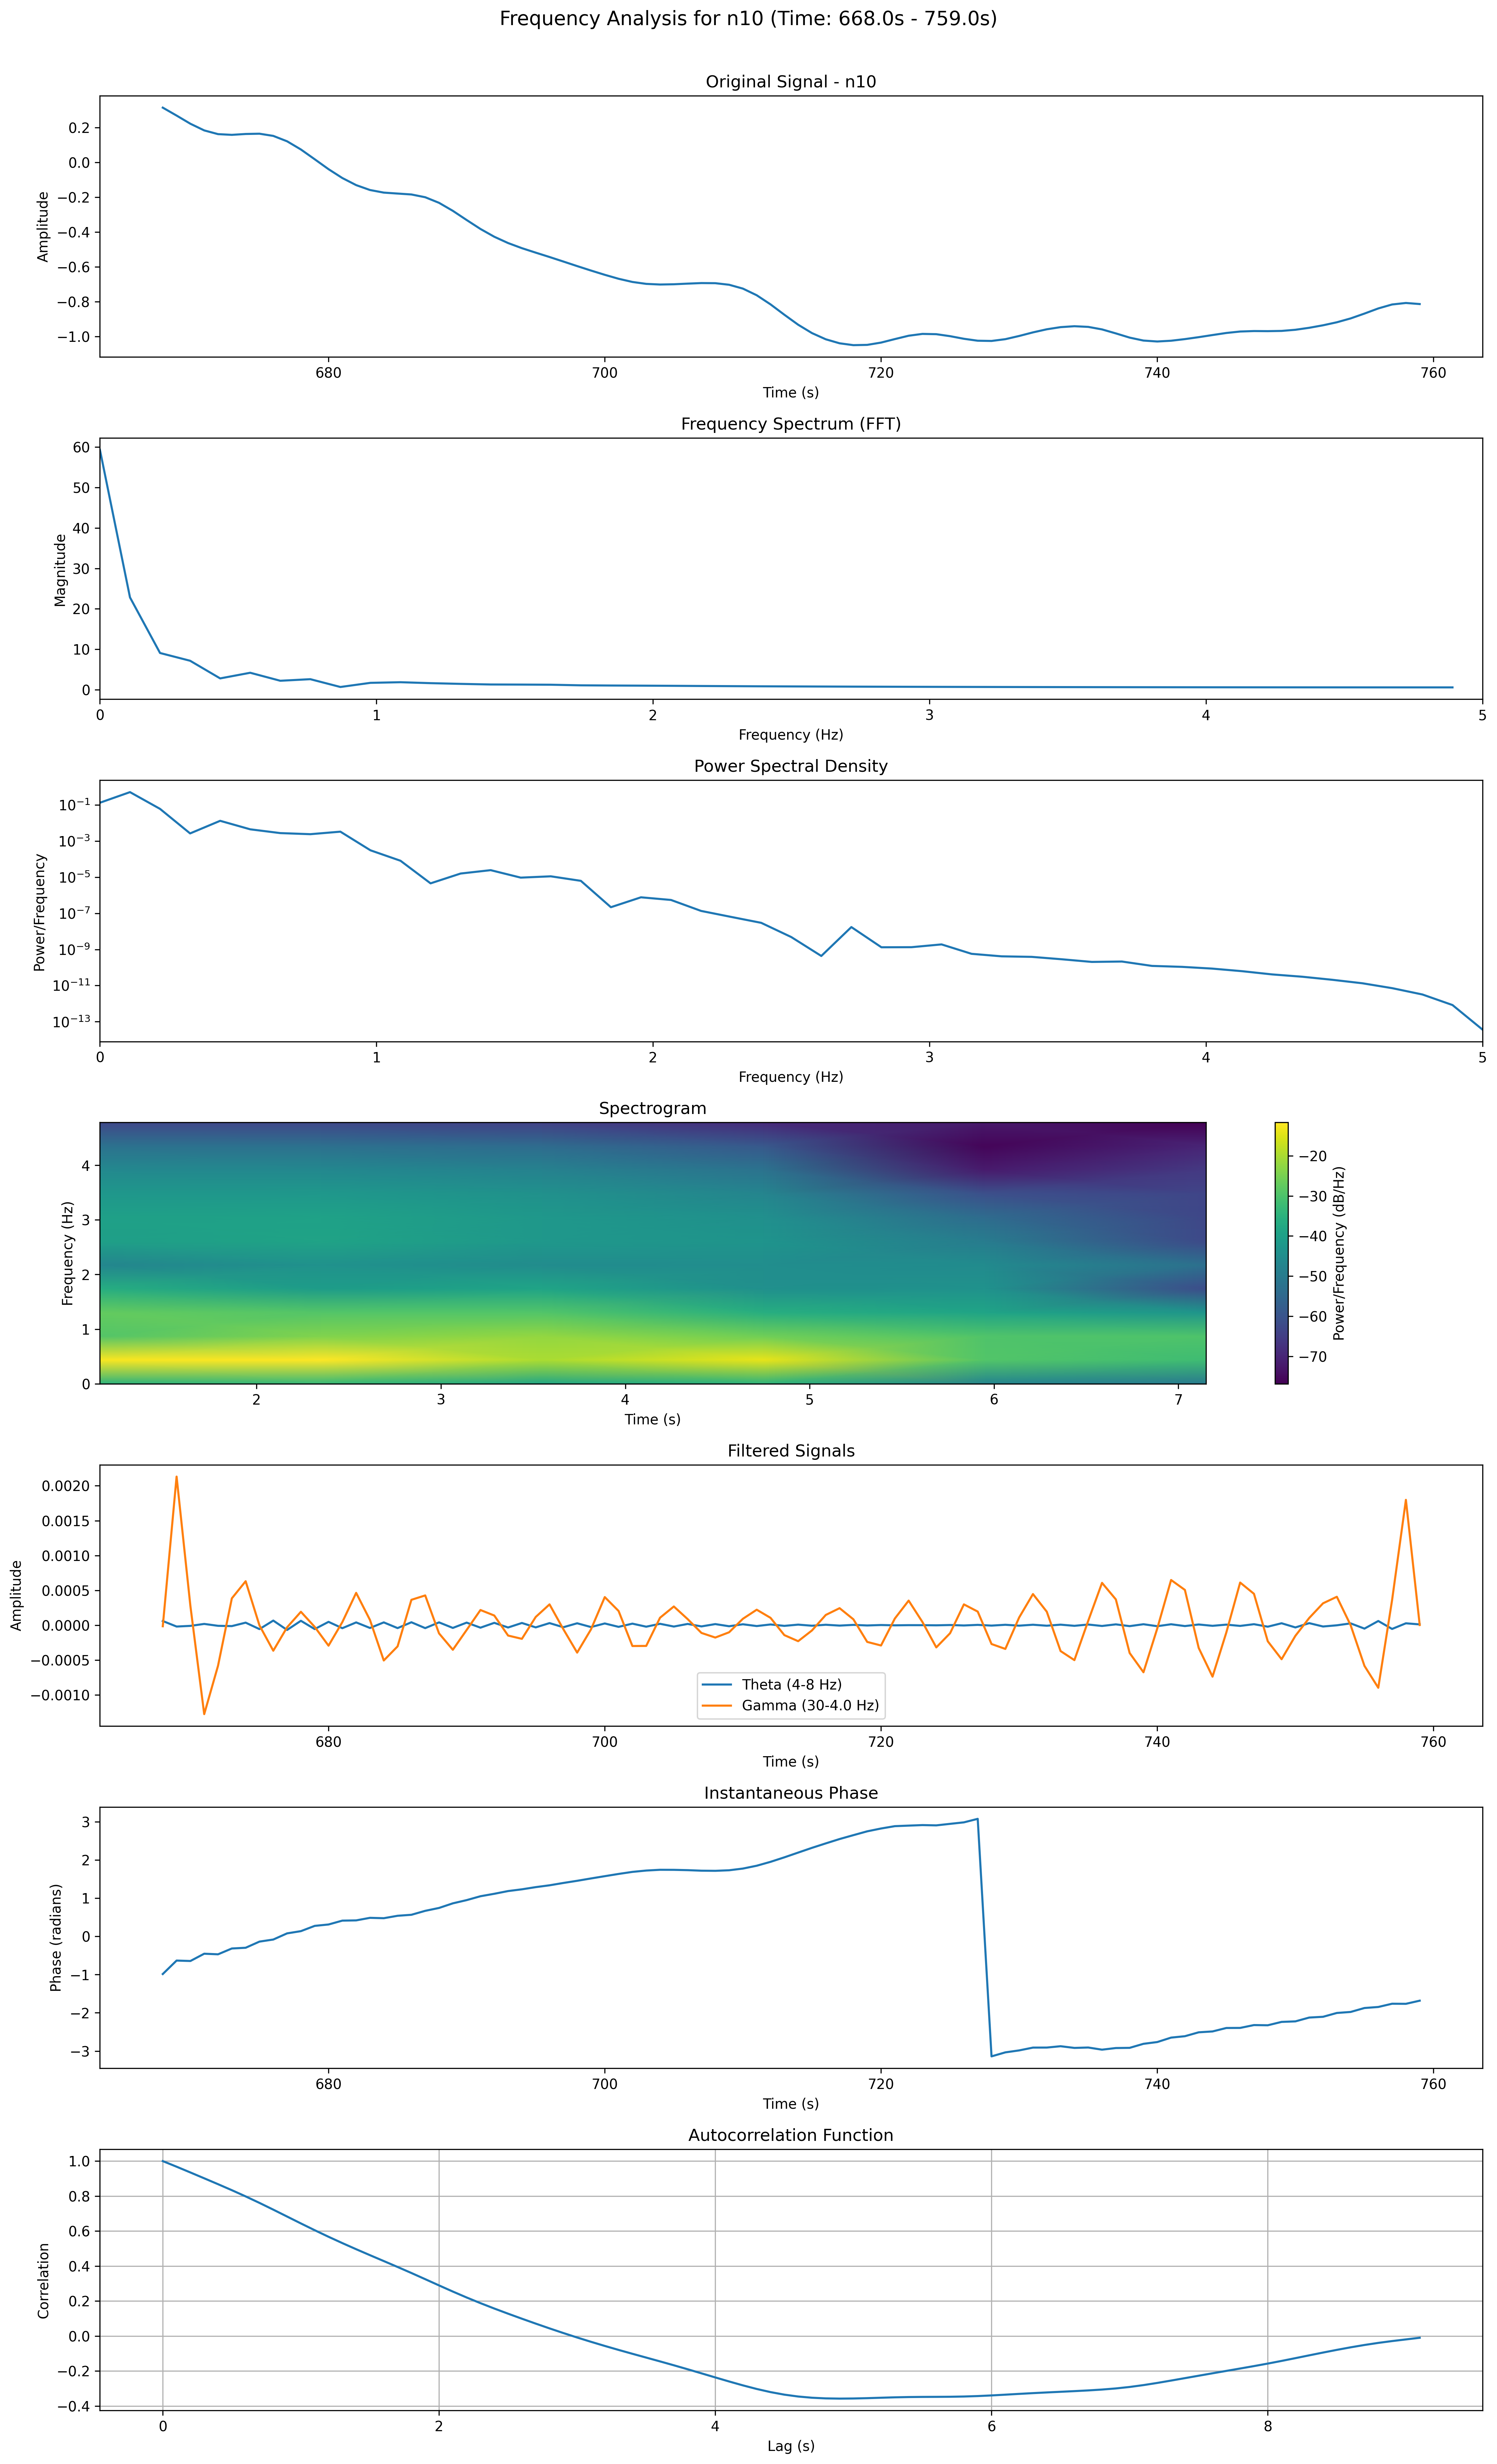 Frequency Analysis for n10 (Time: 668.0s - 759.0s)
Original Signal - n10
0.2
0.0
−0.2
−0.4
−0.6
−0.8
−1.0
Amplitude
680 700 720 740 760
Time (s)
Frequency Spectrum (FFT)
60
50
40
30
20
10
0
Magnitude
0 1 2 3 4 5
Frequency (Hz)
Power Spectral Density
10⁻¹
10⁻³
10⁻⁵
10⁻⁷
10⁻⁹
10⁻¹¹
10⁻¹³
Power/Frequency
0 1 2 3 4 5
Frequency (Hz)
Spectrogram
4
3
2
1
0
Frequency (Hz)
2 3 4 5 6 7
Time (s)
−20
−30
−40
−50
−60
−70
Power/Frequency (dB/Hz)
Filtered Signals
0.0020
0.0015
0.0010
0.0005
0.0000
−0.0005
−0.0010
Amplitude
Theta (4-8 Hz)
Gamma (30-4.0 Hz)
680 700 720 740 760
Time (s)
Instantaneous Phase
3
2
1
0
−1
−2
−3
Phase (radians)
680 700 720 740 760
Time (s)
Autocorrelation Function
1.0
0.8
0.6
0.4
0.2
0.0
−0.2
−0.4
Correlation
0 2 4 6 8
Lag (s)